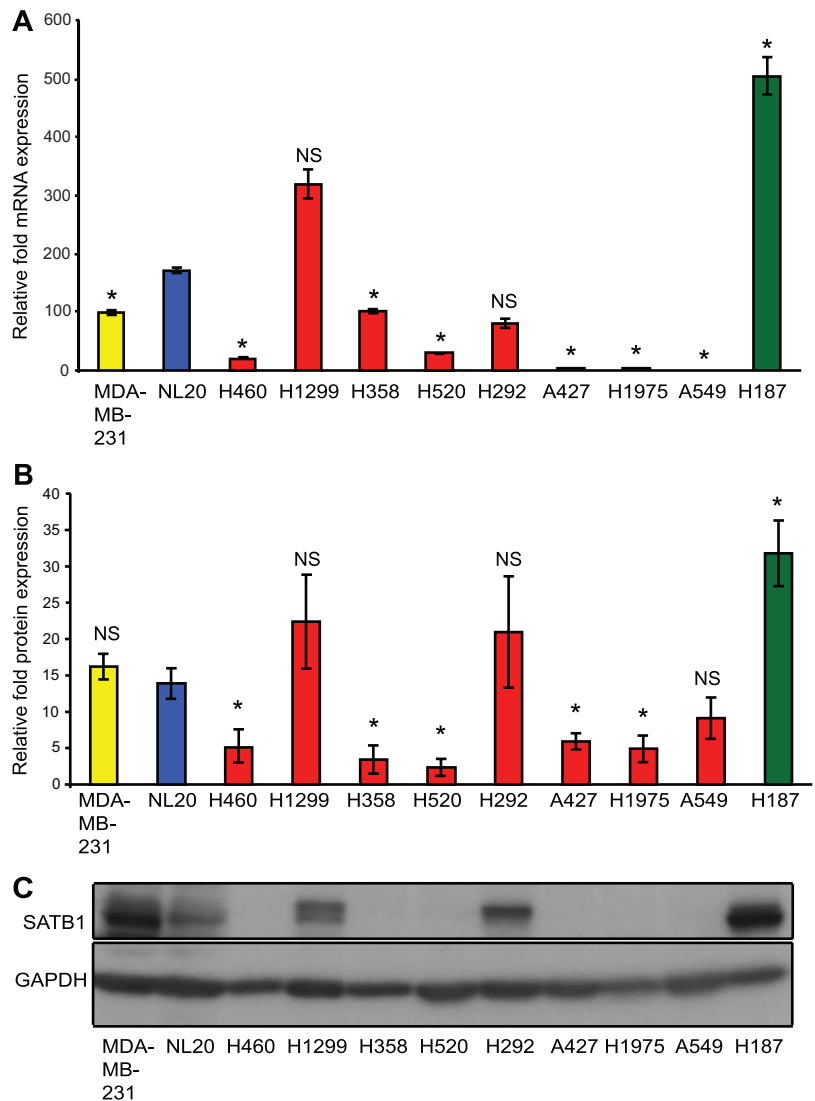 A
Relative fold mRNA expression
600
500
400
300
200
100
0
* NS * * * NS * * * *
MDA-MB-231 NL20 H460 H1299 H358 H520 H292 A427 H1975 A549 H187
B
Relative fold protein expression
40
35
30
25
20
15
10
5
0
NS * NS * * NS * * NS *
MDA-MB-231 NL20 H460 H1299 H358 H520 H292 A427 H1975 A549 H187
C
SATB1
GAPDH
MDA-MB-231 NL20 H460 H1299 H358 H520 H292 A427 H1975 A549 H187